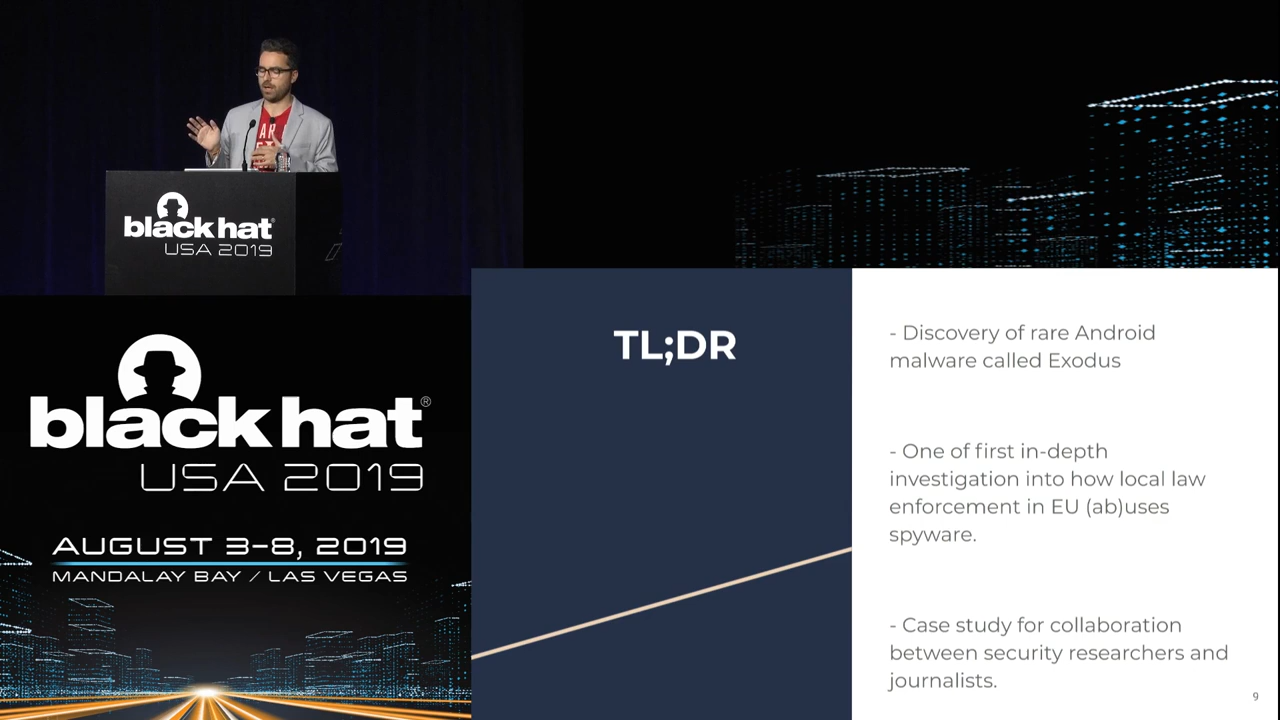 AR
black hat
USA 2019
black hat®
USA 2019
AUGUST 3-8, 2019
MANDALAY BAY / LAS VEGAS
TL;DR
- Discovery of rare Android
malware called Exodus
- One of first in-depth
investigation into how local law
enforcement in EU (ab)uses
spyware.
- Case study for collaboration
between security researchers and
journalists.
9